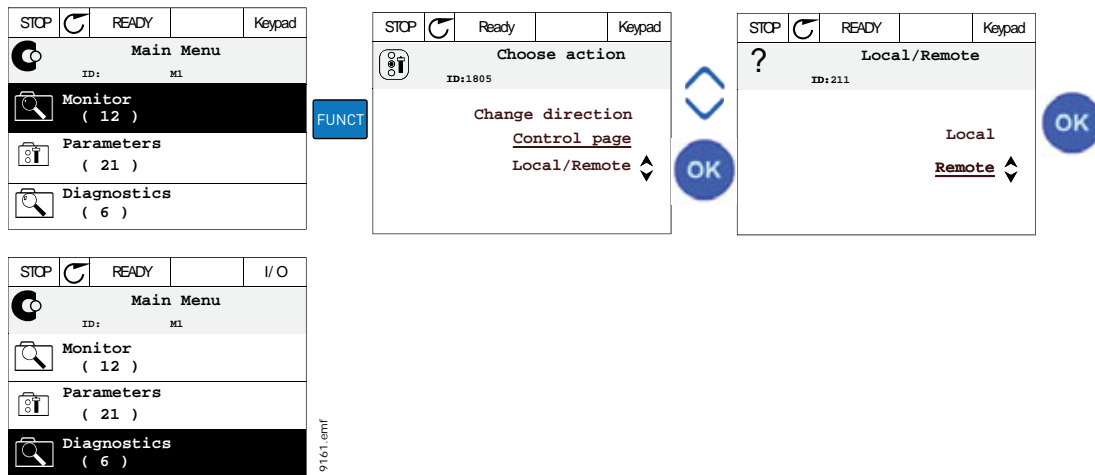 STOP READY Keypad
Main Menu
ID: M1
Monitor
( 12 )
Parameters
( 21 )
Diagnostics
( 6 )
FUNCT
STOP Ready Keypad
Choose action
ID:1805
Change direction
Control page
Local/Remote
OK
STOP READY Keypad
?
Local/Remote
ID:211
Local
Remote
OK
STOP READY I/O
Main Menu
ID: M1
Monitor
( 12 )
Parameters
( 21 )
Diagnostics
( 6 )
9161.emf